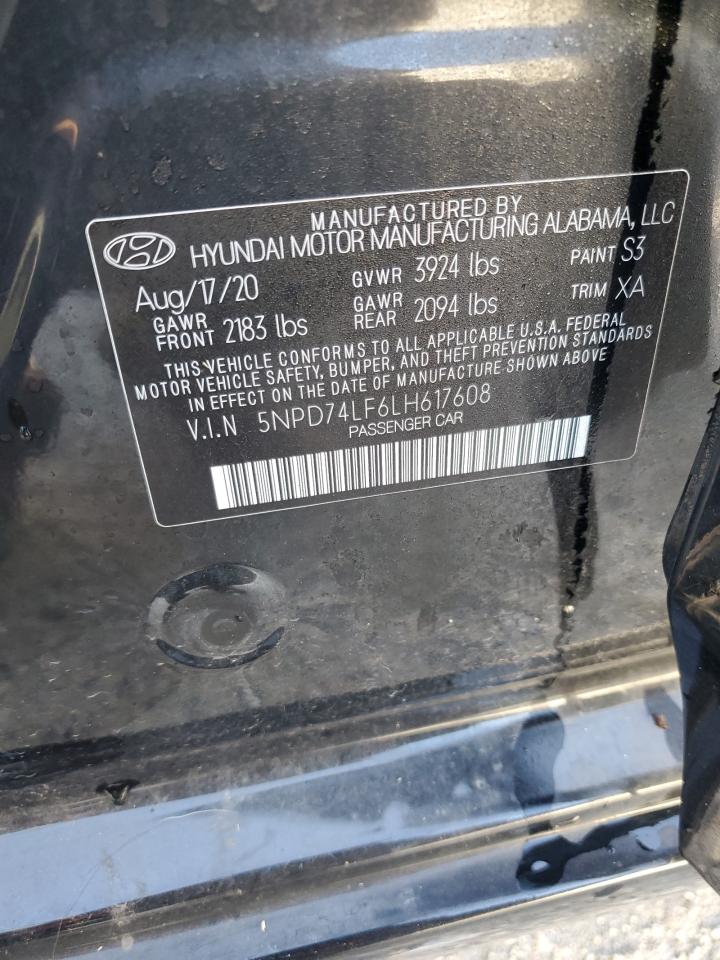 MANUFACTURED BY
HYUNDAI MOTOR MANUFACTURING ALABAMA, LLC
Aug/17/20 GVWR 3924 lbs PAINT S3
GAWR FRONT 2183 lbs GAWR REAR 2094 lbs TRIM XA
THIS VEHICLE CONFORMS TO ALL APPLICABLE U.S.A. FEDERAL
MOTOR VEHICLE SAFETY, BUMPER, AND THEFT PREVENTION STANDARDS
IN EFFECT ON THE DATE OF MANUFACTURE SHOWN ABOVE
V.I.N 5NPD74LF6LH617608
PASSENGER CAR